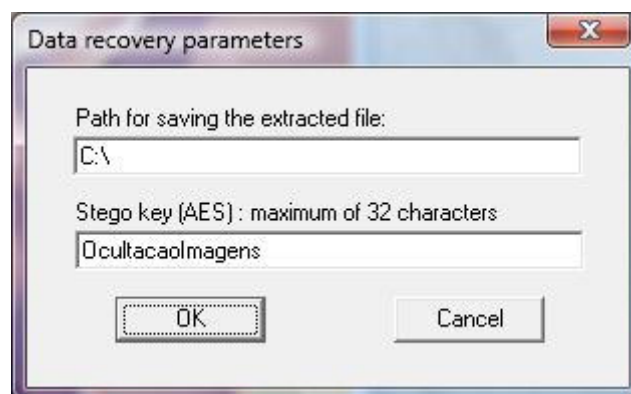 Data recovery parameters
Path for saving the extracted file:
C:\
Stego key (AES) : maximum of 32 characters
OcultacaoImagens
OK
Cancel